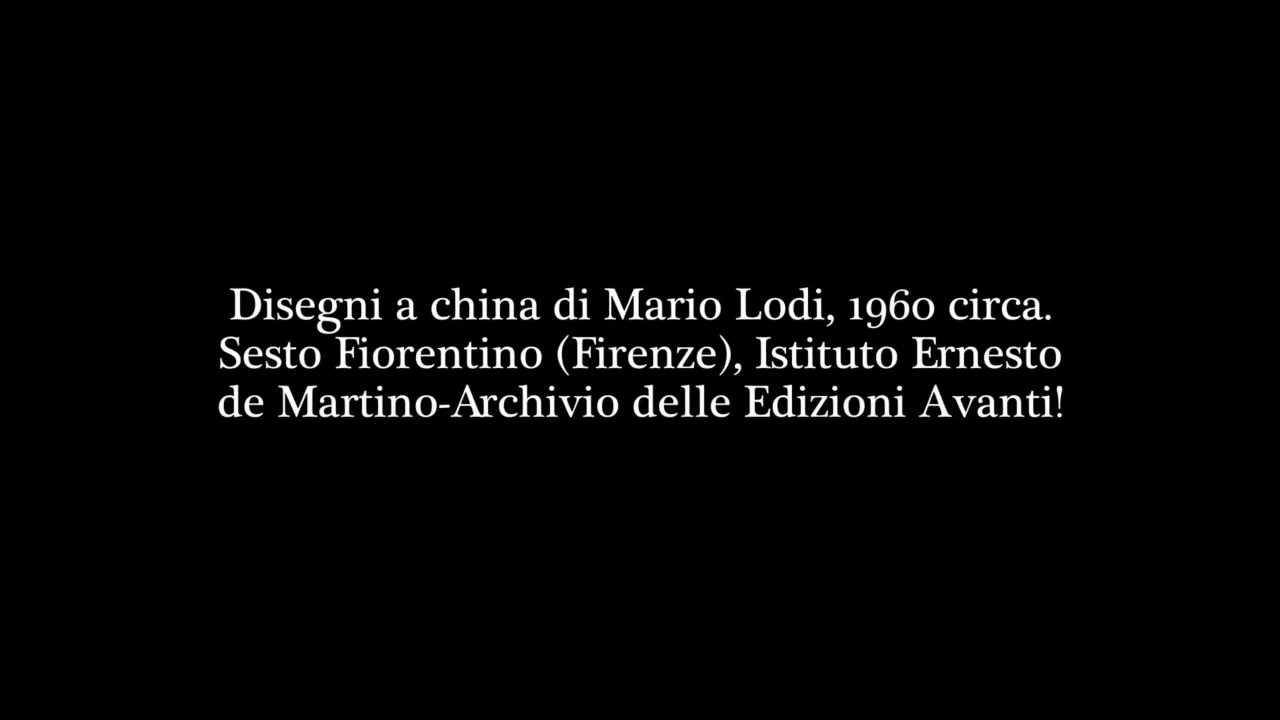 Disegni a china di Mario Lodi, 1960 circa.
Sesto Fiorentino (Firenze), Istituto Ernesto
de Martino-Archivio delle Edizioni Avanti!